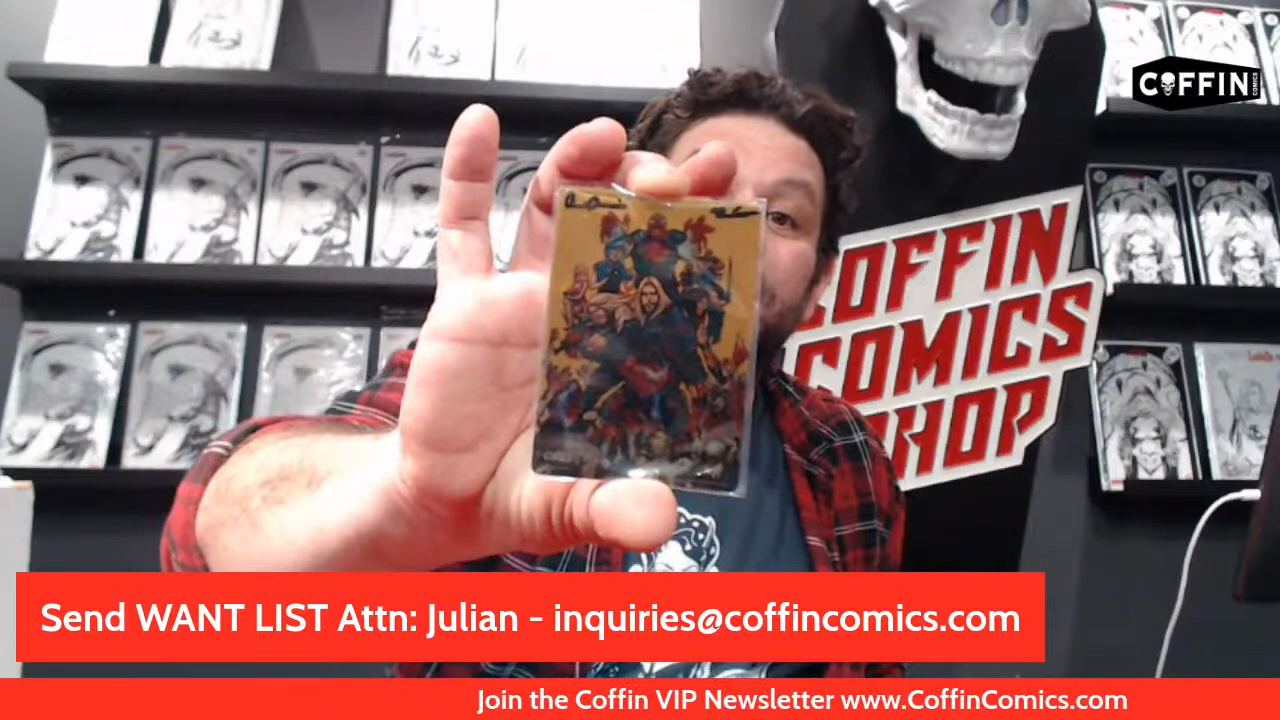 COFFIN
COMICS
COFFIN
COMICS
SHOP
Send WANT LIST Attn: Julian - inquiries@coffincomics.com
Join the Coffin VIP Newsletter www.CoffinComics.com